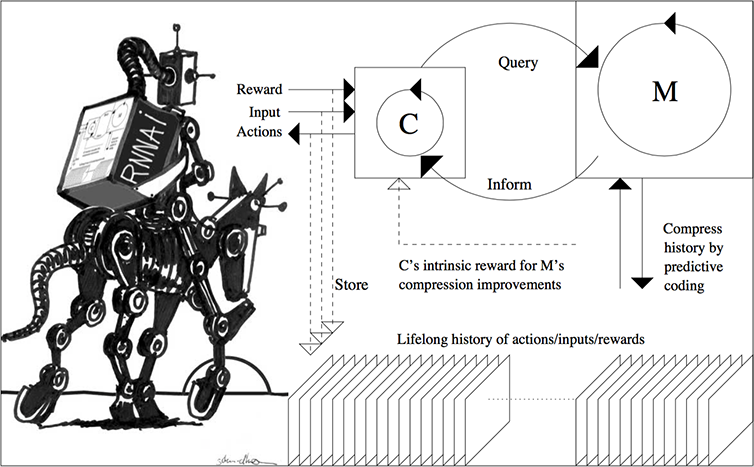 RNNAI
Reward
Input
Actions
C
Query
Inform
M
Store
C's intrinsic reward for M's
compression improvements
Compress
history by
predictive
coding
Lifelong history of actions/inputs/rewards